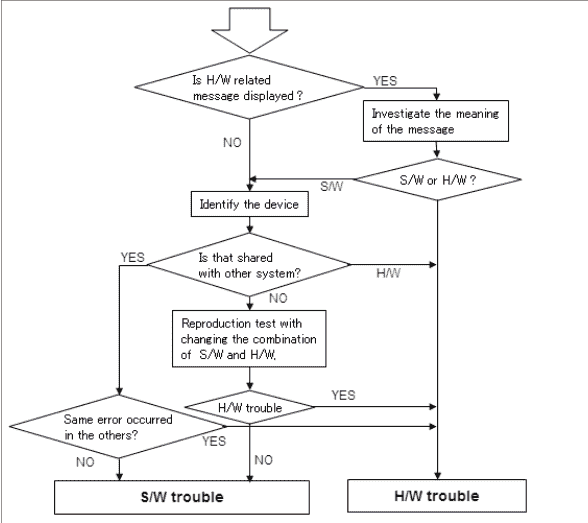 Is H/W related
message displayed?
YES
Investigate the meaning
of the message
NO
S/W
S/W or H/W?
Identify the device
YES
Is that shared
with other system?
H/W
NO
Reproduction test with
changing the combination
of S/W and H/W.
H/W trouble
YES
Same error occurred
in the others?
YES
NO
NO
S/W trouble
H/W trouble